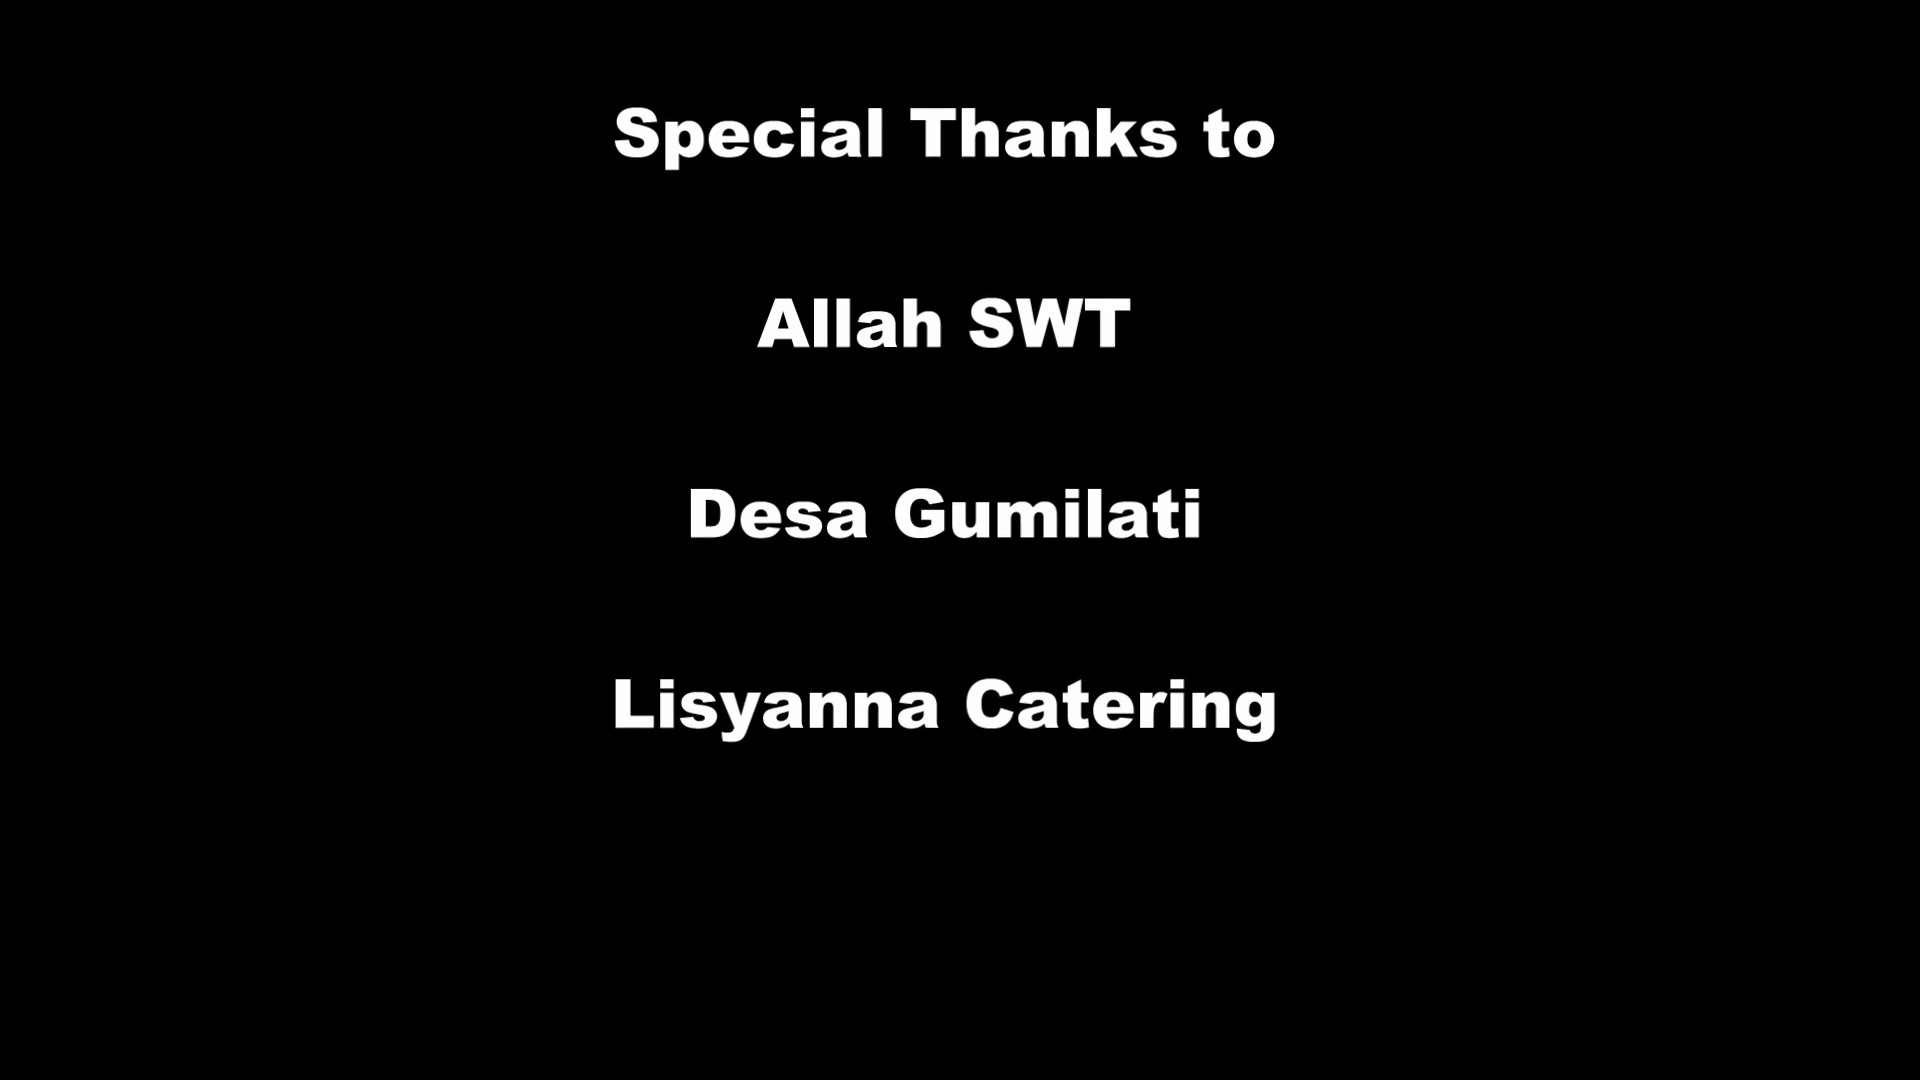 Special Thanks to
Allah SWT
Desa Gumilati
Lisyanna Catering